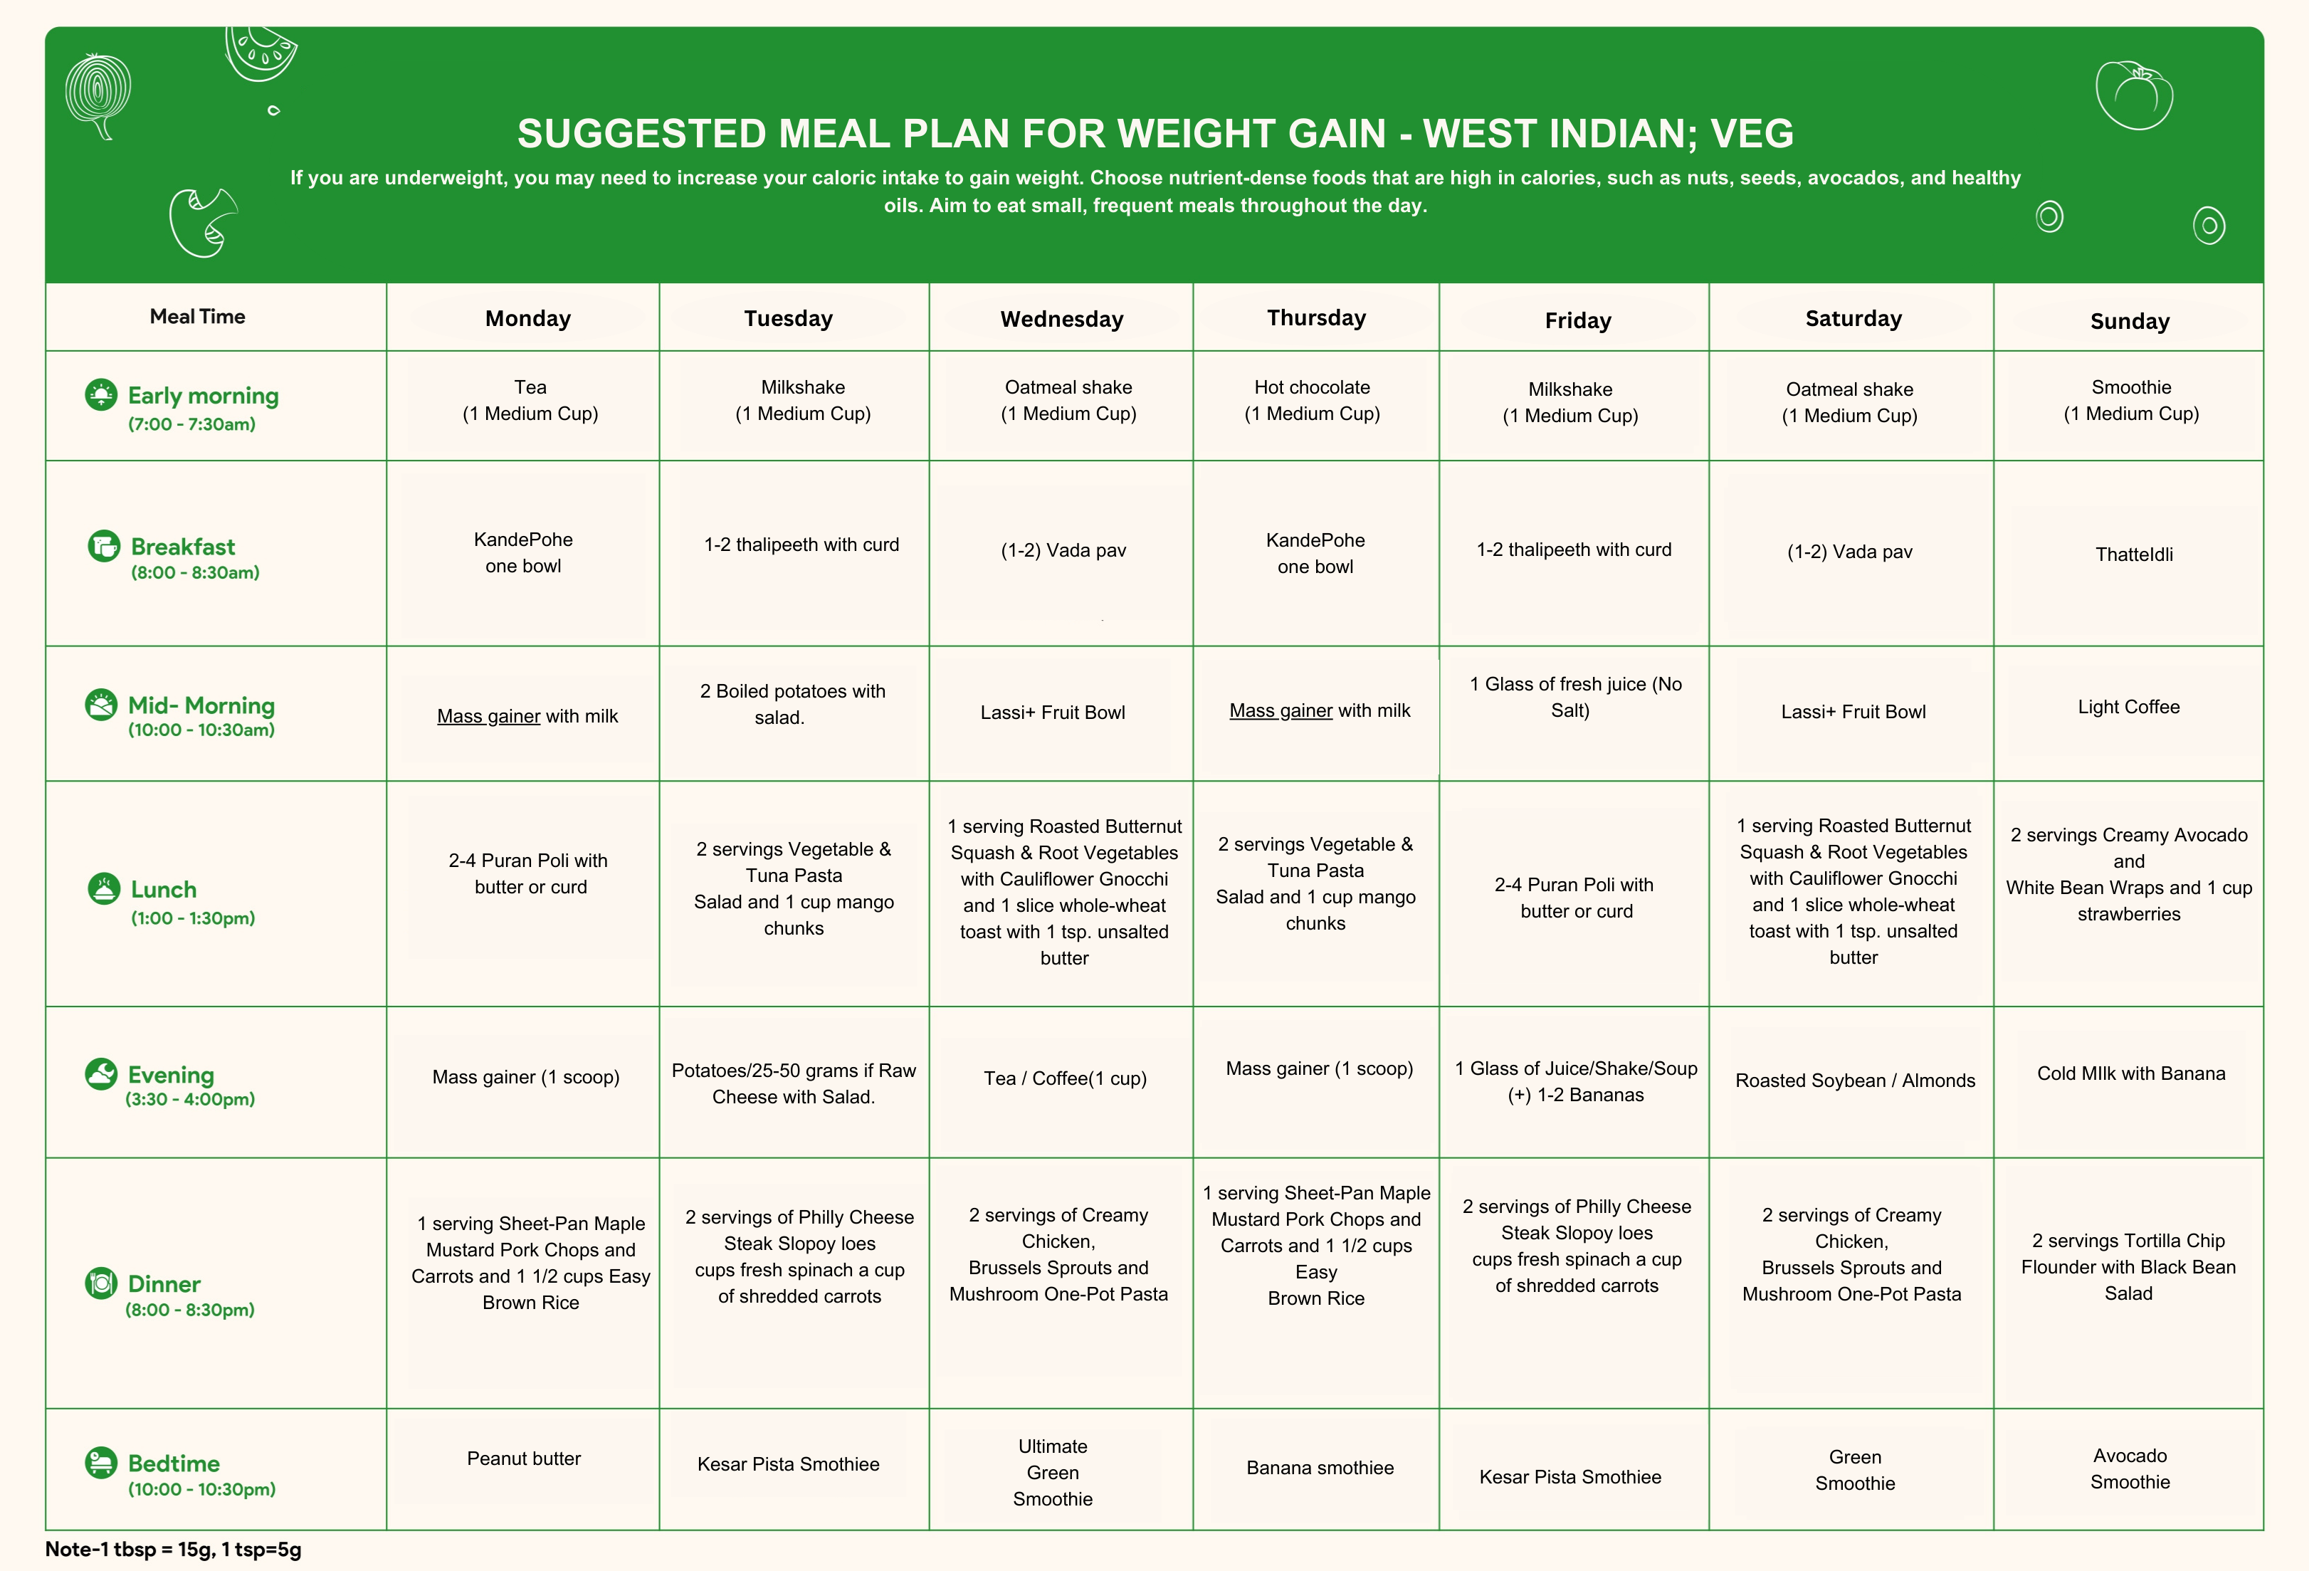 SUGGESTED MEAL PLAN FOR WEIGHT GAIN - WEST INDIAN; VEG
If you are underweight, you may need to increase your caloric intake to gain weight. Choose nutrient-dense foods that are high in calories, such as nuts, seeds, avocados, and healthy
oils. Aim to eat small, frequent meals throughout the day.
Meal Time
Monday
Tuesday
Wednesday
Thursday
Friday
Saturday
Sunday
Early morning
(7:00 - 7:30am)
Tea
(1 Medium Cup)
Milkshake
(1 Medium Cup)
Oatmeal shake
(1 Medium Cup)
Hot chocolate
(1 Medium Cup)
Milkshake
(1 Medium Cup)
Oatmeal shake
(1 Medium Cup)
Smoothie
(1 Medium Cup)
Breakfast
(8:00 - 8:30am)
KandePohe
one bowl
1-2 thalipeeth with curd
(1-2) Vada pav
KandePohe
one bowl
1-2 thalipeeth with curd
(1-2) Vada pav
ThatteIdli
Mid- Morning
(10:00 - 10:30am)
Mass gainer with milk
2 Boiled potatoes with
salad.
Lassi+ Fruit Bowl
Mass gainer with milk
1 Glass of fresh juice (No
Salt)
Lassi+ Fruit Bowl
Light Coffee
Lunch
(1:00 - 1:30pm)
2-4 Puran Poli with
butter or curd
2 servings Vegetable &
Tuna Pasta
Salad and 1 cup mango
chunks
1 serving Roasted Butternut
Squash & Root Vegetables
with Cauliflower Gnocchi
and 1 slice whole-wheat
toast with 1 tsp. unsalted
butter
2 servings Vegetable &
Tuna Pasta
Salad and 1 cup mango
chunks
2-4 Puran Poli with
butter or curd
1 serving Roasted Butternut
Squash & Root Vegetables
with Cauliflower Gnocchi
and 1 slice whole-wheat
toast with 1 tsp. unsalted
butter
2 servings Creamy Avocado
and
White Bean Wraps and 1 cup
strawberries
Evening
(3:30 - 4:00pm)
Mass gainer (1 scoop)
Potatoes/25-50 grams if Raw
Cheese with Salad.
Tea / Coffee(1 cup)
Mass gainer (1 scoop)
1 Glass of Juice/Shake/Soup
(+) 1-2 Bananas
Roasted Soybean / Almonds
Cold MIlk with Banana
Dinner
(8:00 - 8:30pm)
1 serving Sheet-Pan Maple
Mustard Pork Chops and
Carrots and 1 1/2 cups Easy
Brown Rice
2 servings of Philly Cheese
Steak Slopoy loes
cups fresh spinach a cup
of shredded carrots
2 servings of Creamy
Chicken,
Brussels Sprouts and
Mushroom One-Pot Pasta
1 serving Sheet-Pan Maple
Mustard Pork Chops and
Carrots and 1 1/2 cups
Easy
Brown Rice
2 servings of Philly Cheese
Steak Slopoy loes
cups fresh spinach a cup
of shredded carrots
2 servings of Creamy
Chicken,
Brussels Sprouts and
Mushroom One-Pot Pasta
2 servings Tortilla Chip
Flounder with Black Bean
Salad
Bedtime
(10:00 - 10:30pm)
Peanut butter
Kesar Pista Smothiee
Ultimate
Green
Smoothie
Banana smothiee
Kesar Pista Smothiee
Green
Smoothie
Avocado
Smoothie
Note-1 tbsp = 15g, 1 tsp=5g